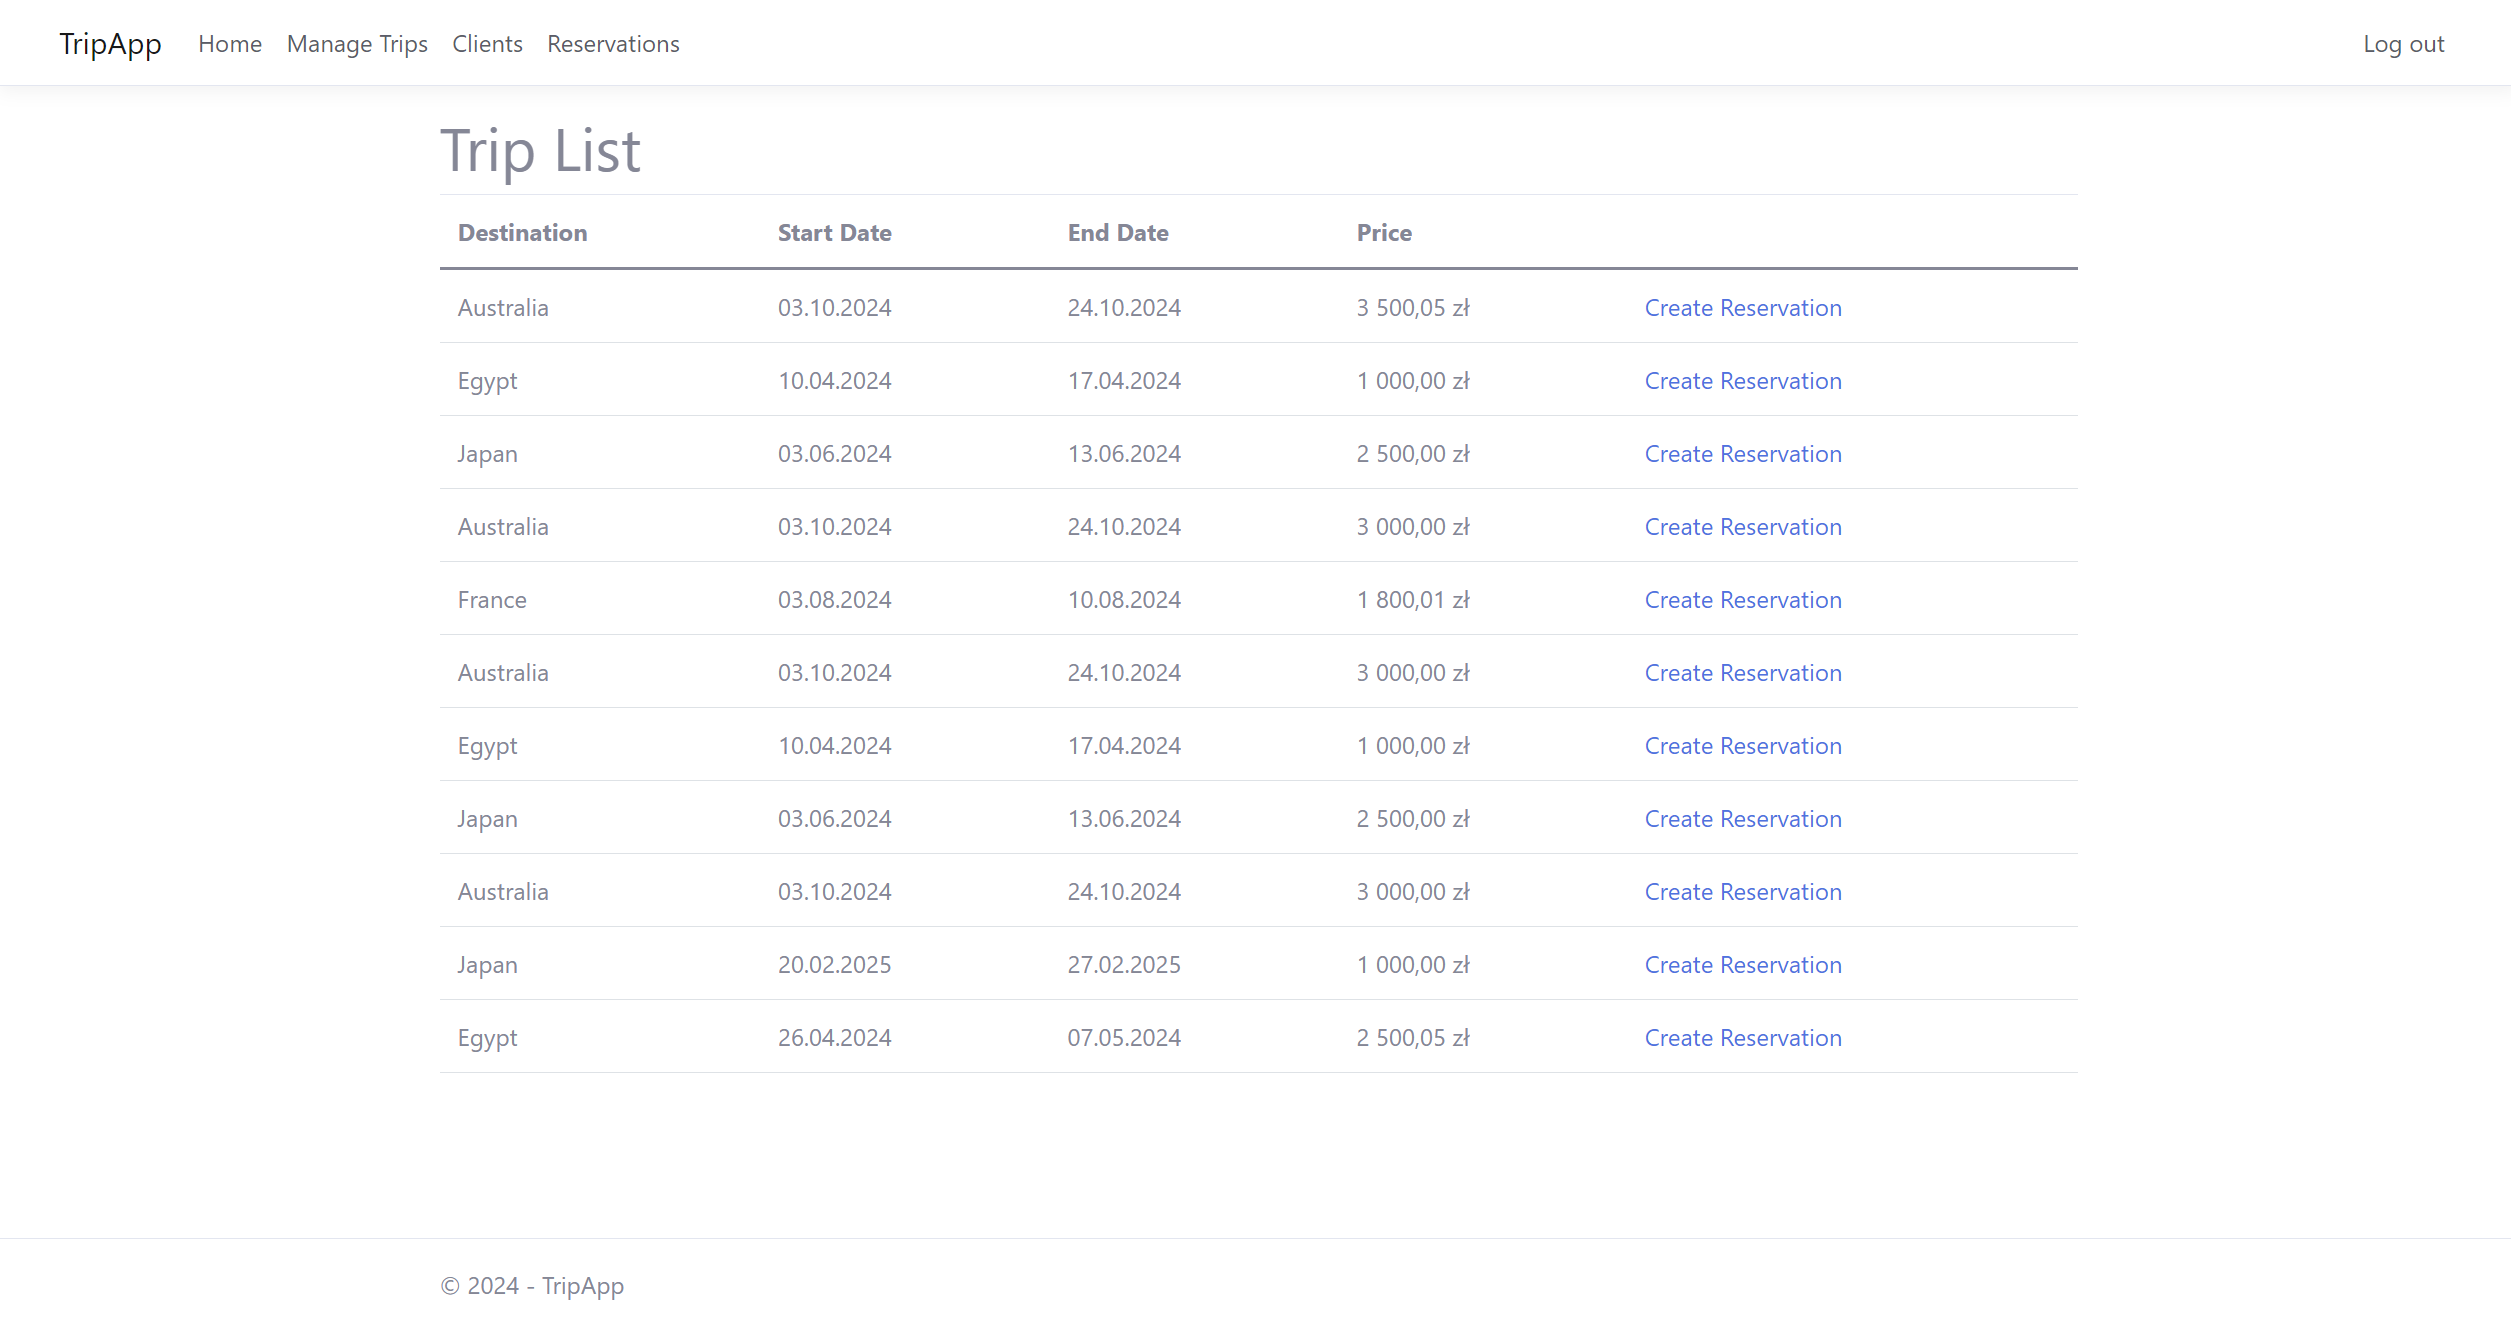 TripApp Home Manage Trips Clients Reservations Log out
Trip List
Destination Start Date End Date Price
Australia 03.10.2024 24.10.2024 3 500,05 zł Create Reservation
Egypt 10.04.2024 17.04.2024 1 000,00 zł Create Reservation
Japan 03.06.2024 13.06.2024 2 500,00 zł Create Reservation
Australia 03.10.2024 24.10.2024 3 000,00 zł Create Reservation
France 03.08.2024 10.08.2024 1 800,01 zł Create Reservation
Australia 03.10.2024 24.10.2024 3 000,00 zł Create Reservation
Egypt 10.04.2024 17.04.2024 1 000,00 zł Create Reservation
Japan 03.06.2024 13.06.2024 2 500,00 zł Create Reservation
Australia 03.10.2024 24.10.2024 3 000,00 zł Create Reservation
Japan 20.02.2025 27.02.2025 1 000,00 zł Create Reservation
Egypt 26.04.2024 07.05.2024 2 500,05 zł Create Reservation
© 2024 - TripApp